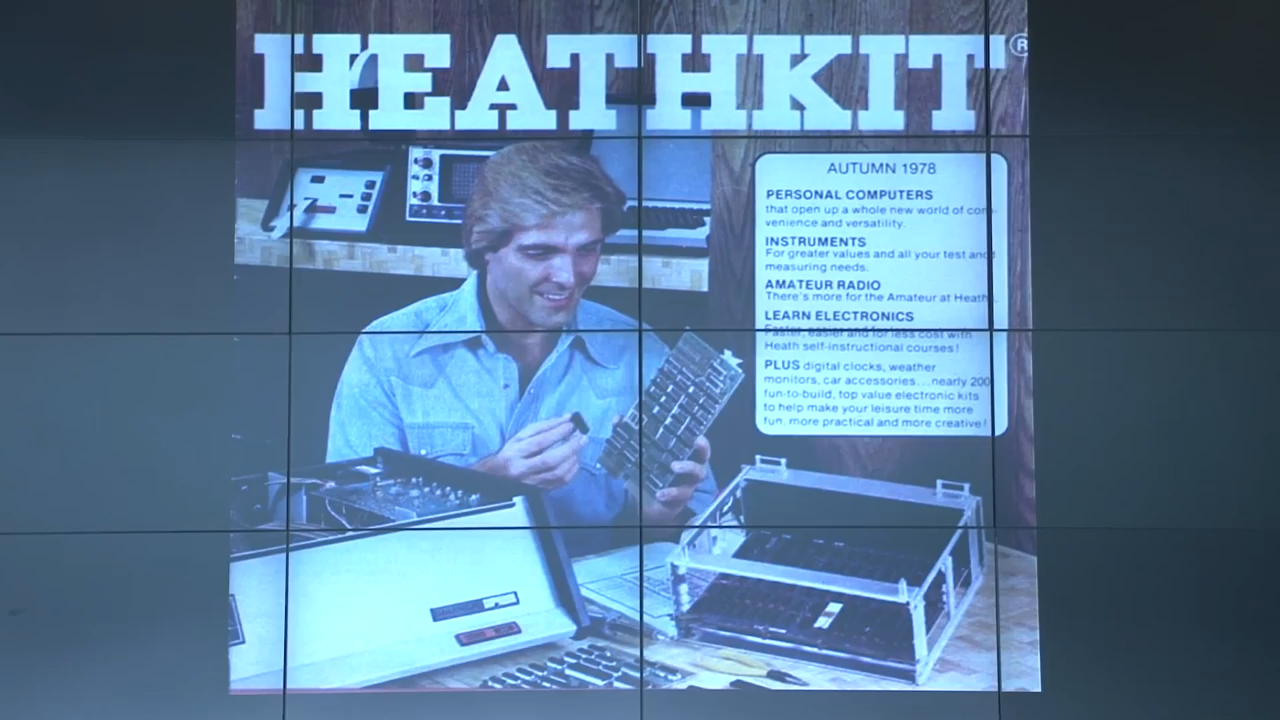 HEATHKIT®
AUTUMN 1978
PERSONAL COMPUTERS
that open up a whole new world of con-
venience and versatility.
INSTRUMENTS
For greater values and all your test and
measuring needs.
AMATEUR RADIO
There's more for the Amateur at Heath.
LEARN ELECTRONICS
Faster, easier and for less cost with
Heath self-instructional courses!
PLUS digital clocks, weather
monitors, car accessories...nearly 200
fun-to-build, top value electronic kits
to help make your leisure time more
fun, more practical and more creative!